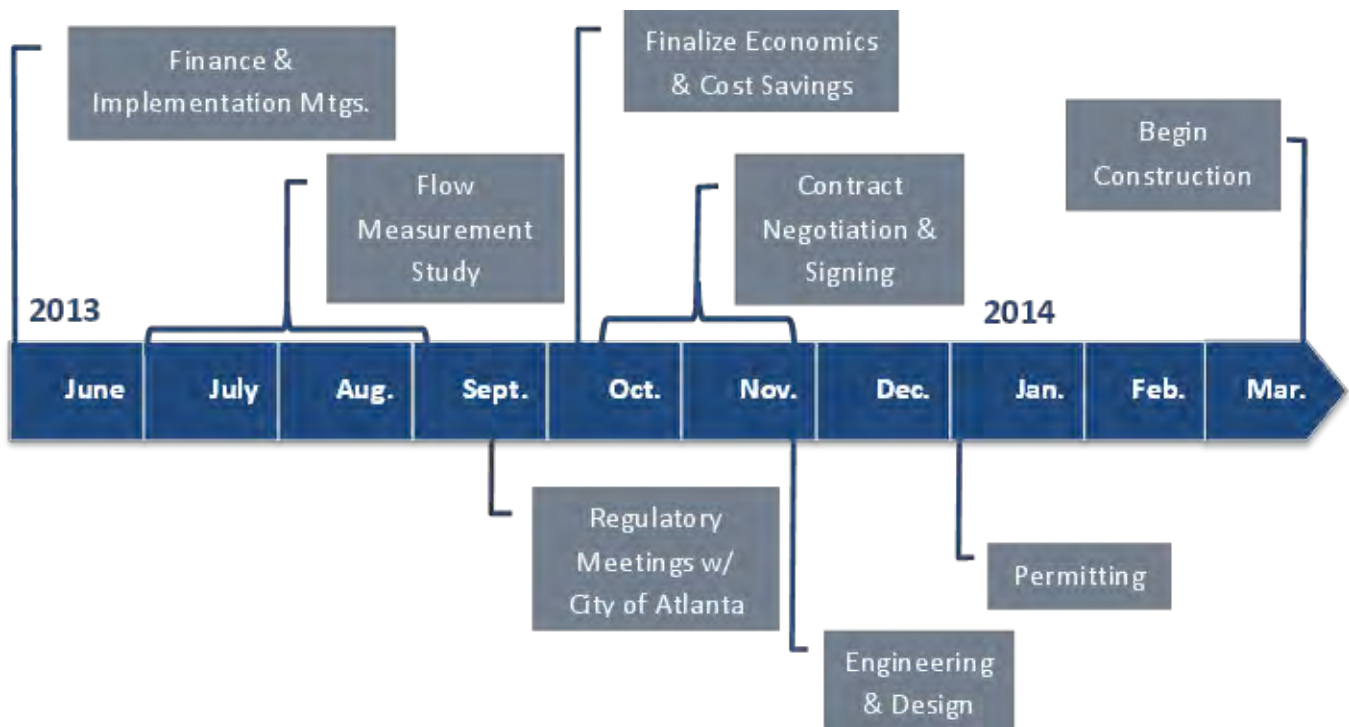 Finance &
Implementation Mtgs.
Finalize Economics
& Cost Savings
Begin
Construction
Flow
Measurement
Study
Contract
Negotiation &
Signing
2013
2014
June July Aug. Sept. Oct. Nov. Dec. Jan. Feb. Mar.
Regulatory
Meetings w/
City of Atlanta
Permitting
Engineering
& Design